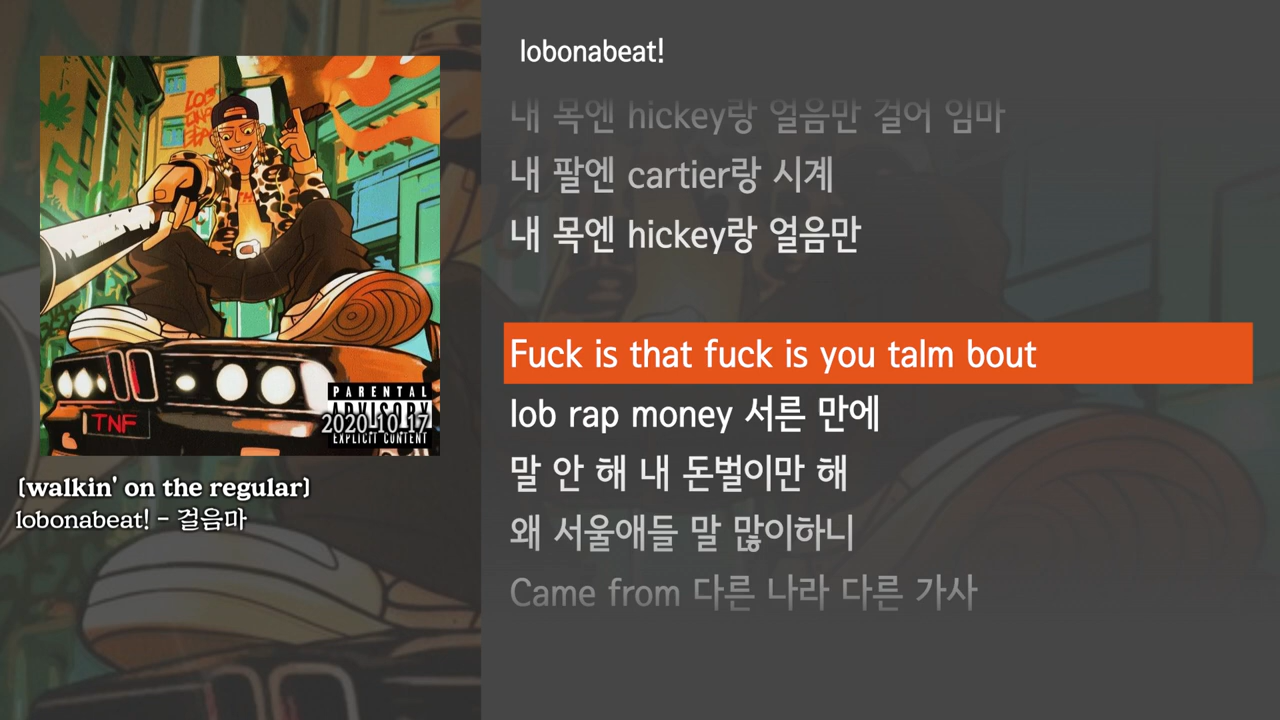 lobonabeat!
내 목엔 hickey랑 얼음만 걸어 임마
내 팔엔 cartier랑 시계
내 목엔 hickey랑 얼음만
Fuck is that fuck is you talm bout
lob rap money 서른 만에
말 안 해 내 돈벌이만 해
왜 서울애들 말 많이하니
Came from 다른 나라 다른 가사
LOB
TNF
PARENTAL
ADVISORY
2020.10.17
EXPLICIT CONTENT
[walkin' on the regular]
lobonabeat! - 걸음마